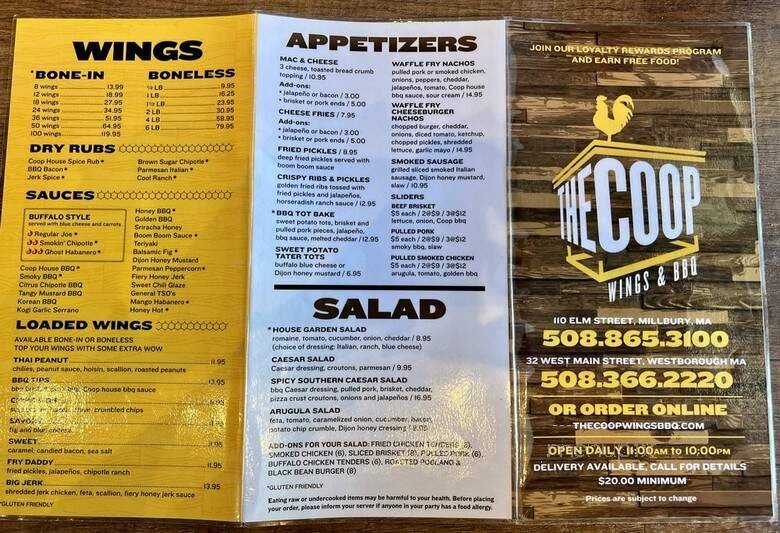 WINGS
*BONE-IN
8 wings 13.99
12 wings 18.99
18 wings 27.95
24 wings 34.95
36 wings 51.95
50 wings 64.95
100 wings 119.95
BONELESS
½ LB 9.95
1 LB 16.25
1½ LB 23.95
2 LB 30.95
4 LB 58.95
6 LB 79.95
DRY RUBS
Coop House Spice Rub*
BBQ Bacon*
Jerk Spice*
Brown Sugar Chipotle*
Parmesan Italian*
Cool Ranch*
SAUCES
BUFFALO STYLE
served with blue cheese and carrots
Regular Joe*
Smokin' Chipotle*
Ghost Habanero*
Coop House BBQ*
Smoky BBQ*
Citrus Chipotle BBQ
Tangy Mustard BBQ
Korean BBQ
Kogi Garlic Serrano
Honey BBQ*
Golden BBQ
Sriracha Honey
Boom Boom Sauce*
Teriyaki
Balsamic Fig*
Dijon Honey Mustard
Parmesan Peppercorn*
Fiery Honey Jerk
Sweet Chili Glaze
General TSO's
Mango Habanero*
Honey Hot*
LOADED WINGS
AVAILABLE BONE-IN OR BONELESS
TOP YOUR WINGS WITH SOME EXTRA WOW
THAI PEANUT 11.95
chilies, peanut sauce, hoisin, scallion, roasted peanuts
BBQ TIPS 13.95
Coop house bbq sauce
crumbled chips
11.95
fig and blue cheese
SWEET 11.95
caramel, candied bacon, sea salt
FRY DADDY 11.95
fried pickles, jalapeños, chipotle ranch
BIG JERK 13.95
shredded jerk chicken, feta, scallion, fiery honey jerk sauce
*GLUTEN FRIENDLY
APPETIZERS
MAC & CHEESE
3 cheese, toasted bread crumb
topping / 10.95
Add-ons:
* jalapeño or bacon / 3.00
* brisket or pork ends / 5.00
CHEESE FRIES / 7.95
Add-ons:
* jalapeño or bacon / 3.00
* brisket or pork ends / 5.00
FRIED PICKLES / 8.95
deep fried pickles served with
boom boom sauce
CRISPY RIBS & PICKLES
golden fried ribs tossed with
fried pickles and jalapeños,
horseradish ranch sauce / 12.95
*BBQ TOT BAKE
sweet potato tots, brisket and
pulled pork pieces, jalapeño,
bbq sauce, melted cheddar / 12.95
SWEET POTATO
TATER TOTS
buffalo blue cheese or
Dijon honey mustard / 6.95
WAFFLE FRY NACHOS
pulled pork or smoked chicken,
onions, peppers, cheddar,
jalapeños, tomato, Coop house
bbq sauce, sour cream / 14.95
WAFFLE FRY
CHEESEBURGER
NACHOS
chopped burger, cheddar,
onions, diced tomato, ketchup,
chopped pickles, shredded
lettuce, garlic mayo / 14.95
SMOKED SAUSAGE
grilled sliced smoked Italian
sausage, Dijon honey mustard,
slaw / 10.95
SLIDERS
BEEF BRISKET
$5 each / 2@$9 / 3@$12
lettuce, onion, Coop bbq
PULLED PORK
$5 each / 2@$9 / 3@$12
smoky bbq, slaw
PULLED SMOKED CHICKEN
$5 each / 2@$9 / 3@$12
arugula, tomato, golden bbq
SALAD
*HOUSE GARDEN SALAD
romaine, tomato, cucumber, onion, cheddar / 8.95
(choice of dressing: Italian, ranch, blue cheese)
CAESAR SALAD
Caesar dressing, croutons, parmesan / 9.95
SPICY SOUTHERN CAESAR SALAD
bbq Caesar dressing, pulled pork, brisket, cheddar,
pizza crust croutons, onions and jalapeños / 16.95
ARUGULA SALAD
feta, tomato, caramelized onion, cucumber, bacon,
potato chip crumble, Dijon honey dressing
ADD-ONS FOR YOUR SALAD: FRIED CHICKEN TENDERS (8),
SMOKED CHICKEN (6), SLICED BRISKET (8), PULLED PORK (6),
BUFFALO CHICKEN TENDERS (6), ROASTED POBLANO &
BLACK BEAN BURGER (8)
*GLUTEN FRIENDLY
Eating raw or undercooked items may be harmful to your health. Before placing
your order, please inform your server if anyone in your party has a food allergy.
JOIN OUR LOYALTY REWARDS PROGRAM
AND EARN FREE FOOD!
THE COOP
WINGS & BBQ
110 ELM STREET, MILLBURY, MA
508.865.3100
32 WEST MAIN STREET, WESTBOROUGH MA
508.366.2220
OR ORDER ONLINE
THECOOPWINGSBBQ.COM
OPEN DAILY 11:00AM TO 10:00PM
DELIVERY AVAILABLE, CALL FOR DETAILS
$20.00 MINIMUM
Prices are subject to change